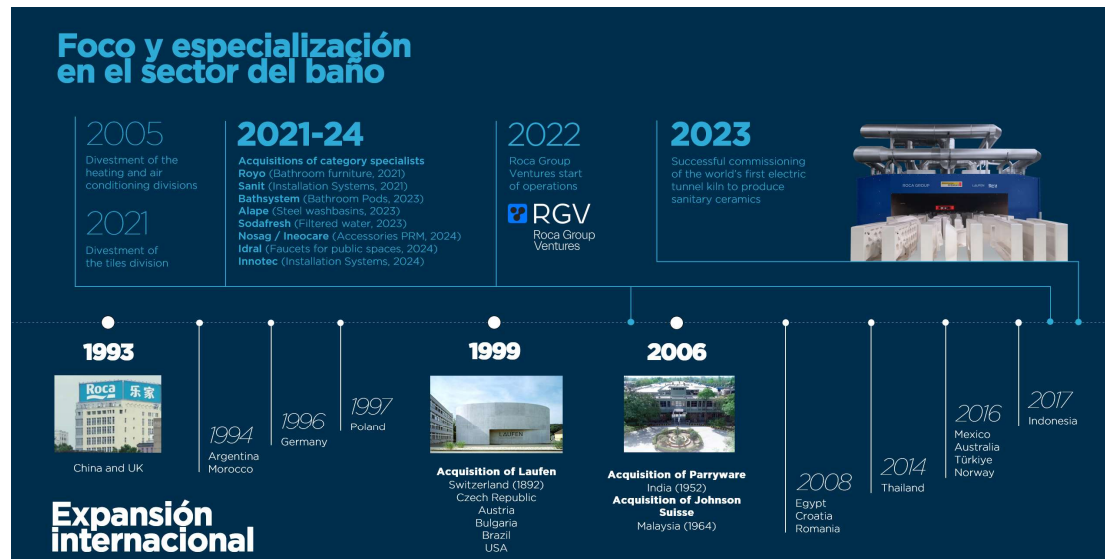 Foco y especialización
en el sector del baño
2005
Divestment of the
heating and air
conditioning divisions
2021
Divestment of
the tiles division
2021-24
Acquisitions of category specialists
Royo (Bathroom furniture, 2021)
Sanit (Installation Systems, 2021)
Bathsystem (Bathroom Pods, 2023)
Alape (Steel washbasins, 2023)
Sodafresh (Filtered water, 2023)
Nosag / Ineocare (Accessories PRM, 2024)
Idral (Faucets for public spaces, 2024)
Innotec (Installation Systems, 2024)
2022
Roca Group
Ventures start
of operations
RGV
Roca Group
Ventures
2023
Successful commissioning
of the world's first electric
tunnel kiln to produce
sanitary ceramics
ROCA GROUP
LAUFEN
Roca
1993
Roca 乐家
China and UK
1994
Argentina
Morocco
1996
Germany
1997
Poland
1999
LAUFEN
Acquisition of Laufen
Switzerland (1892)
Czech Republic
Austria
Bulgaria
Brazil
USA
2006
Acquisition of Parryware
India (1952)
Acquisition of Johnson
Suisse
Malaysia (1964)
2008
Egypt
Croatia
Romania
2014
Thailand
2016
Mexico
Australia
Türkiye
Norway
2017
Indonesia
Expansión
internacional